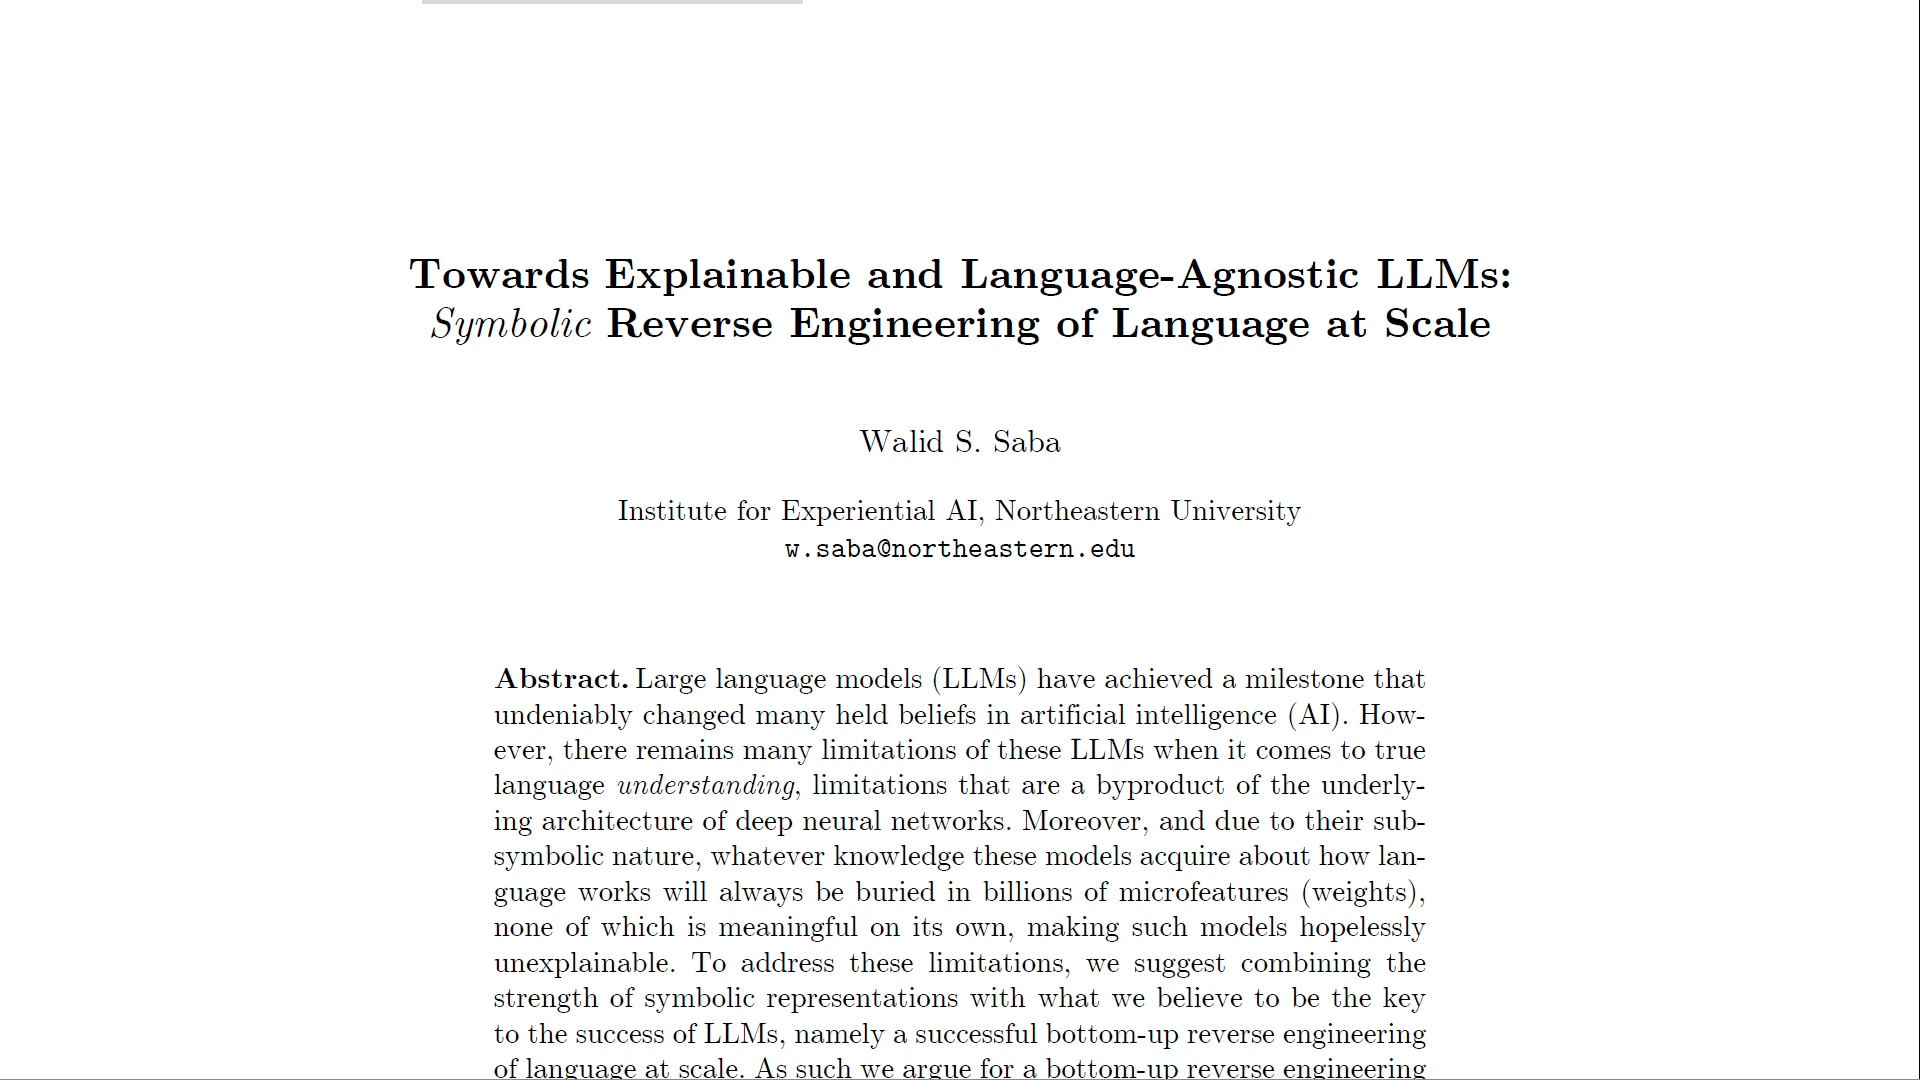 Towards Explainable and Language-Agnostic LLMs:
Symbolic Reverse Engineering of Language at Scale
Walid S. Saba
Institute for Experiential AI, Northeastern University
w.saba@northeastern.edu
Abstract. Large language models (LLMs) have achieved a milestone that
undeniably changed many held beliefs in artificial intelligence (AI). How-
ever, there remains many limitations of these LLMs when it comes to true
language understanding, limitations that are a byproduct of the underly-
ing architecture of deep neural networks. Moreover, and due to their sub-
symbolic nature, whatever knowledge these models acquire about how lan-
guage works will always be buried in billions of microfeatures (weights),
none of which is meaningful on its own, making such models hopelessly
unexplainable. To address these limitations, we suggest combining the
strength of symbolic representations with what we believe to be the key
to the success of LLMs, namely a successful bottom-up reverse engineering
of language at scale. As such we argue for a bottom-up reverse engineering